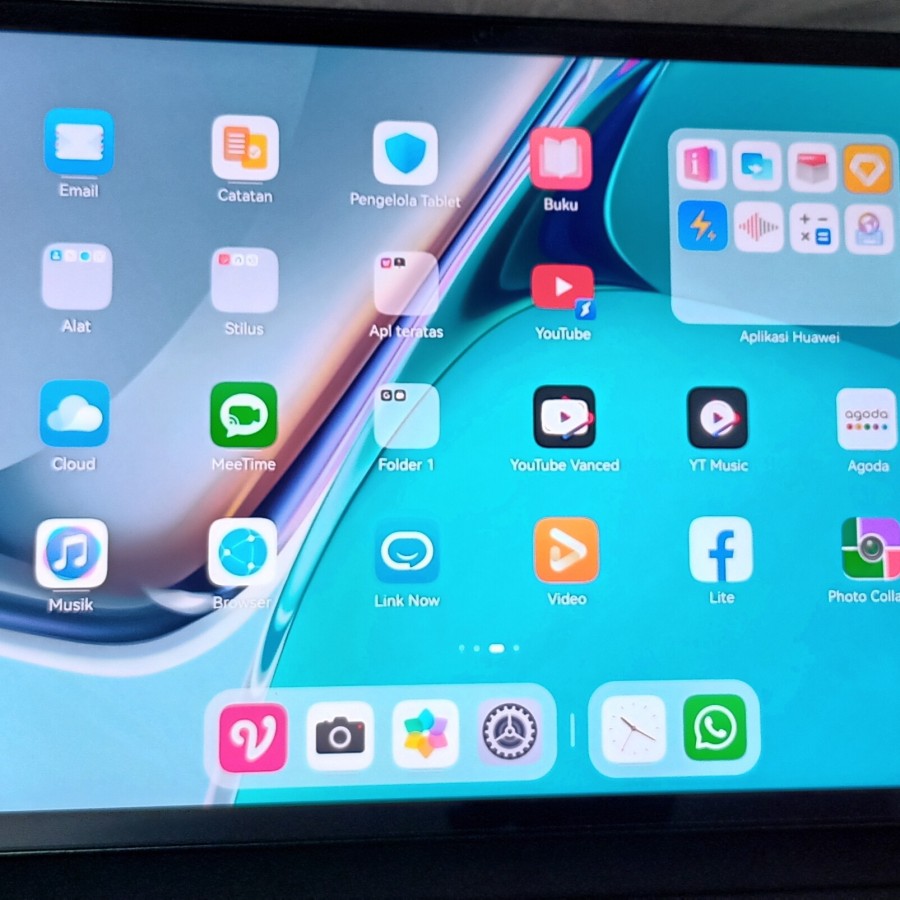 Email
Catatan
Pengelola Tablet
Buku
Alat
Stilus
Apl teratas
YouTube
Aplikasi Huawei
Cloud
MeeTime
Folder 1
YouTube Vanced
YT Music
agoda
Agoda
Musik
Browser
Link Now
Video
Lite
Photo Colla